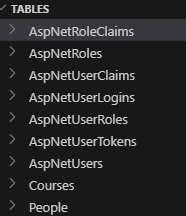 TABLES
AspNetRoleClaims
AspNetRoles
AspNetUserClaims
AspNetUserLogins
AspNetUserRoles
AspNetUserTokens
AspNetUsers
Courses
People